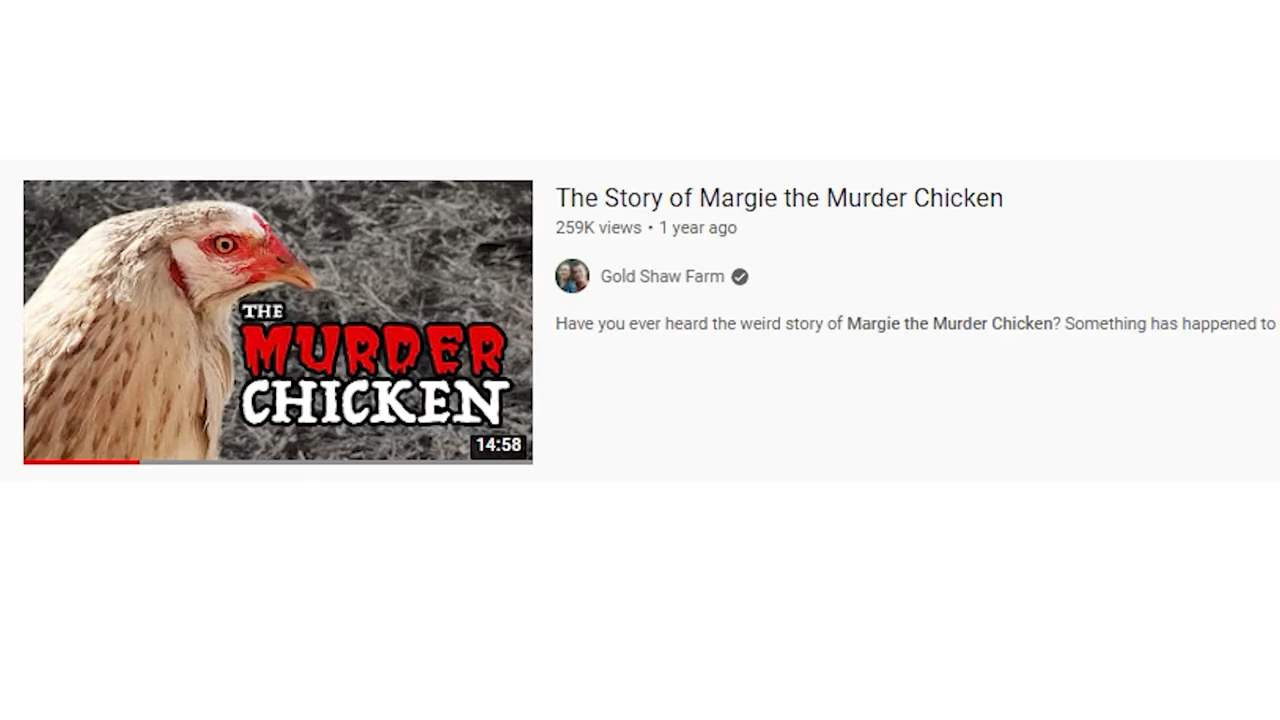 The Story of Margie the Murder Chicken
259K views • 1 year ago
Gold Shaw Farm
Have you ever heard the weird story of Margie the Murder Chicken? Something has happened to
THE
MURDER
CHICKEN
14:58